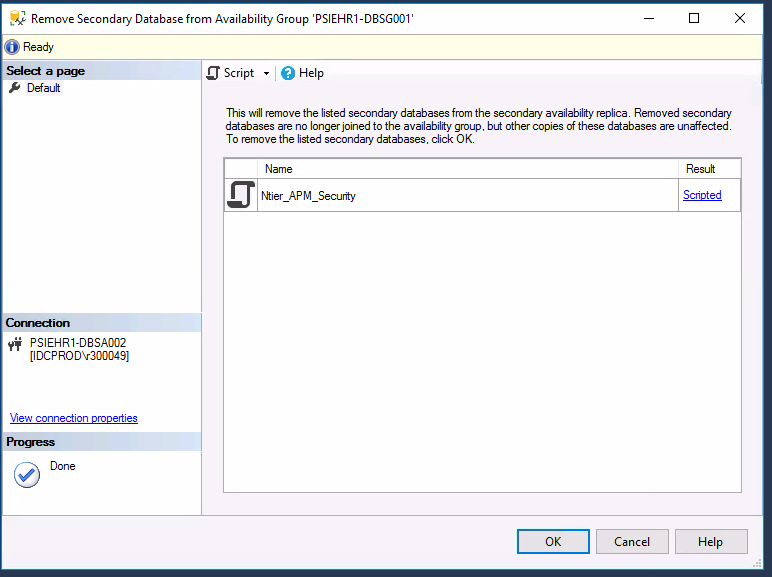 Remove Secondary Database from Availability Group 'PSIEHR1-DBSG001'
Ready
Select a page
Default
Script
Help
This will remove the listed secondary databases from the secondary availability replica. Removed secondary
databases are no longer joined to the availability group, but other copies of these databases are unaffected.
To remove the listed secondary databases, click OK.
Name
Result
Ntier_APM_Security
Scripted
Connection
PSIEHR1-DBSA002
[IDCPROD\r300049]
View connection properties
Progress
Done
OK
Cancel
Help